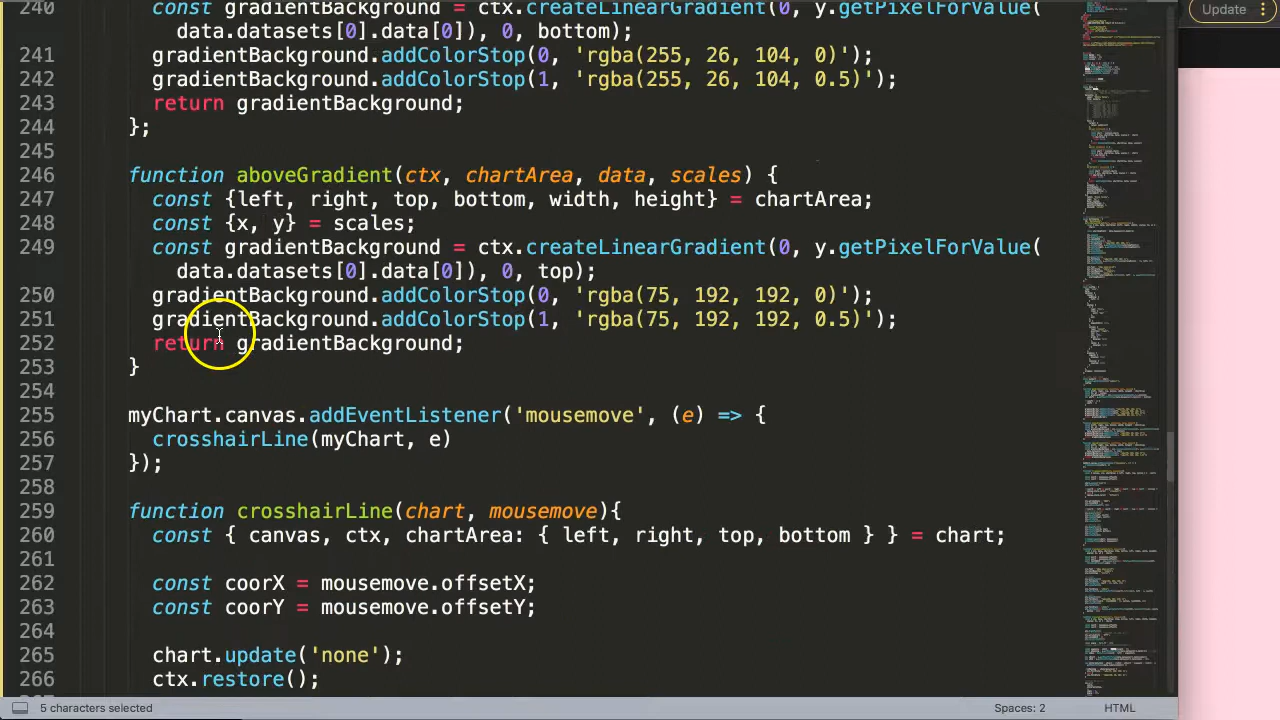 240 const gradientBackground = ctx.createLinearGradient(0, y.getPixelForValue(
data.datasets[0].data[0]), 0, bottom);
241 gradientBackground.addColorStop(0, 'rgba(255, 26, 104, 0)');
242 gradientBackground.addColorStop(1, 'rgba(255, 26, 104, 0.5)');
243 return gradientBackground;
244 };
245
246 function aboveGradient(ctx, chartArea, data, scales) {
247 const {left, right, top, bottom, width, height} = chartArea;
248 const {x, y} = scales;
249 const gradientBackground = ctx.createLinearGradient(0, y.getPixelForValue(
data.datasets[0].data[0]), 0, top);
250 gradientBackground.addColorStop(0, 'rgba(75, 192, 192, 0)');
251 gradientBackground.addColorStop(1, 'rgba(75, 192, 192, 0.5)');
252 return gradientBackground;
253 }
254
255 myChart.canvas.addEventListener('mousemove', (e) => {
256 crosshairLine(myChart, e)
257 });
258
259 function crosshairLine(chart, mousemove){
260 const { canvas, ctx, chartArea: { left, right, top, bottom } } = chart;
261
262 const coorX = mousemove.offsetX;
263 const coorY = mousemove.offsetY;
264
265 chart.update('none');
266 ctx.restore();
5 characters selected
Spaces: 2
HTML
Update